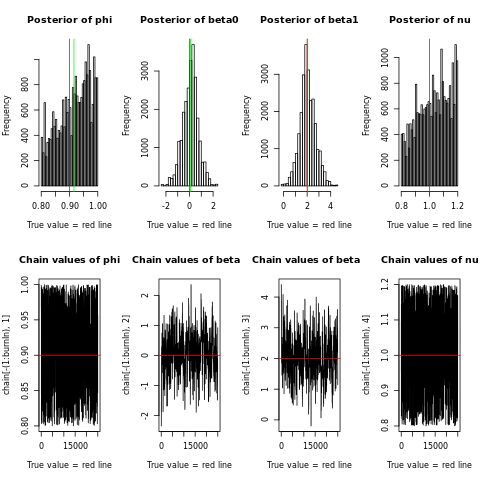 Posterior of phi
Posterior of beta0
Posterior of beta1
Posterior of nu
Frequency
0 200 400 600 800 1000
0.80 0.90 1.00
True value = red line
Frequency
0 1000 2000 3000
-2 0 2
True value = red line
Frequency
0 1000 3000
0 2 4
True value = red line
Frequency
0 200 400 600 800 1000
0.8 1.0 1.2
True value = red line
Chain values of phi
Chain values of beta
Chain values of beta
Chain values of nu
chain[-(1:burnIn), 1]
0.80 0.85 0.90 0.95 1.00
0 15000
True value = red line
chain[-(1:burnIn), 2]
-2 -1 0 1 2
0 15000
True value = red line
chain[-(1:burnIn), 3]
0 1 2 3 4
0 15000
True value = red line
chain[-(1:burnIn), 4]
0.8 0.9 1.0 1.1 1.2
0 15000
True value = red line